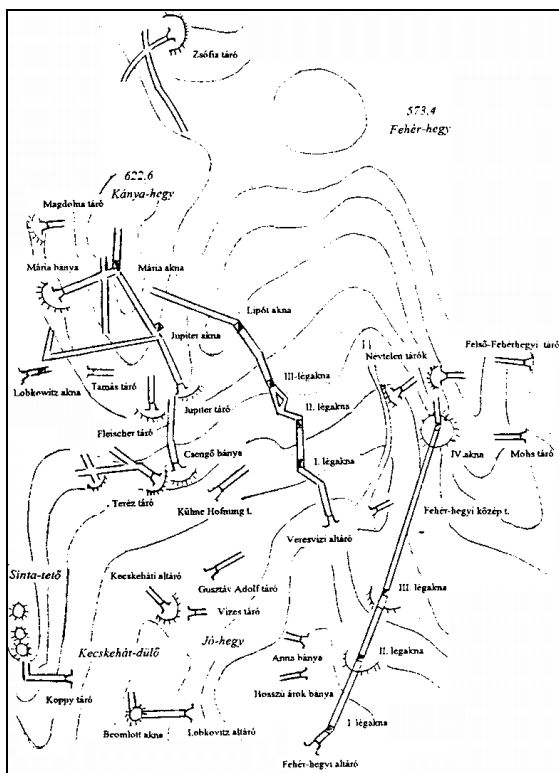 Zsófia táró
573.4
Fehér-hegy
622.6
Kánya-hegy
Magdolna táró
Mária bánya
Mária akna
Lipót akna
Jupiter akna
Névtelen tárók
Felső-Fehérhegyi táró
Lobkowitz akna
Tamás táró
III-légakna
Jupiter táró
II. légakna
Fleischer táró
Csengő bánya
I. légakna
IV. akna
Mohs táró
Teréz táró
Kühne Hofnung t.
Fehér-hegyi közép t.
Veresvizi altáró
Sinta-tető
Kecskeháti altáró
Gusztáv Adolf táró
III. légakna
Vizes táró
Kecskehát-dülő
Jó-hegy
Anna bánya
II. légakna
Koppy táró
Hosszú árok bánya
Beomlott akna
Lobkovitz altáró
I légakna
Fehér-hegyi altáró